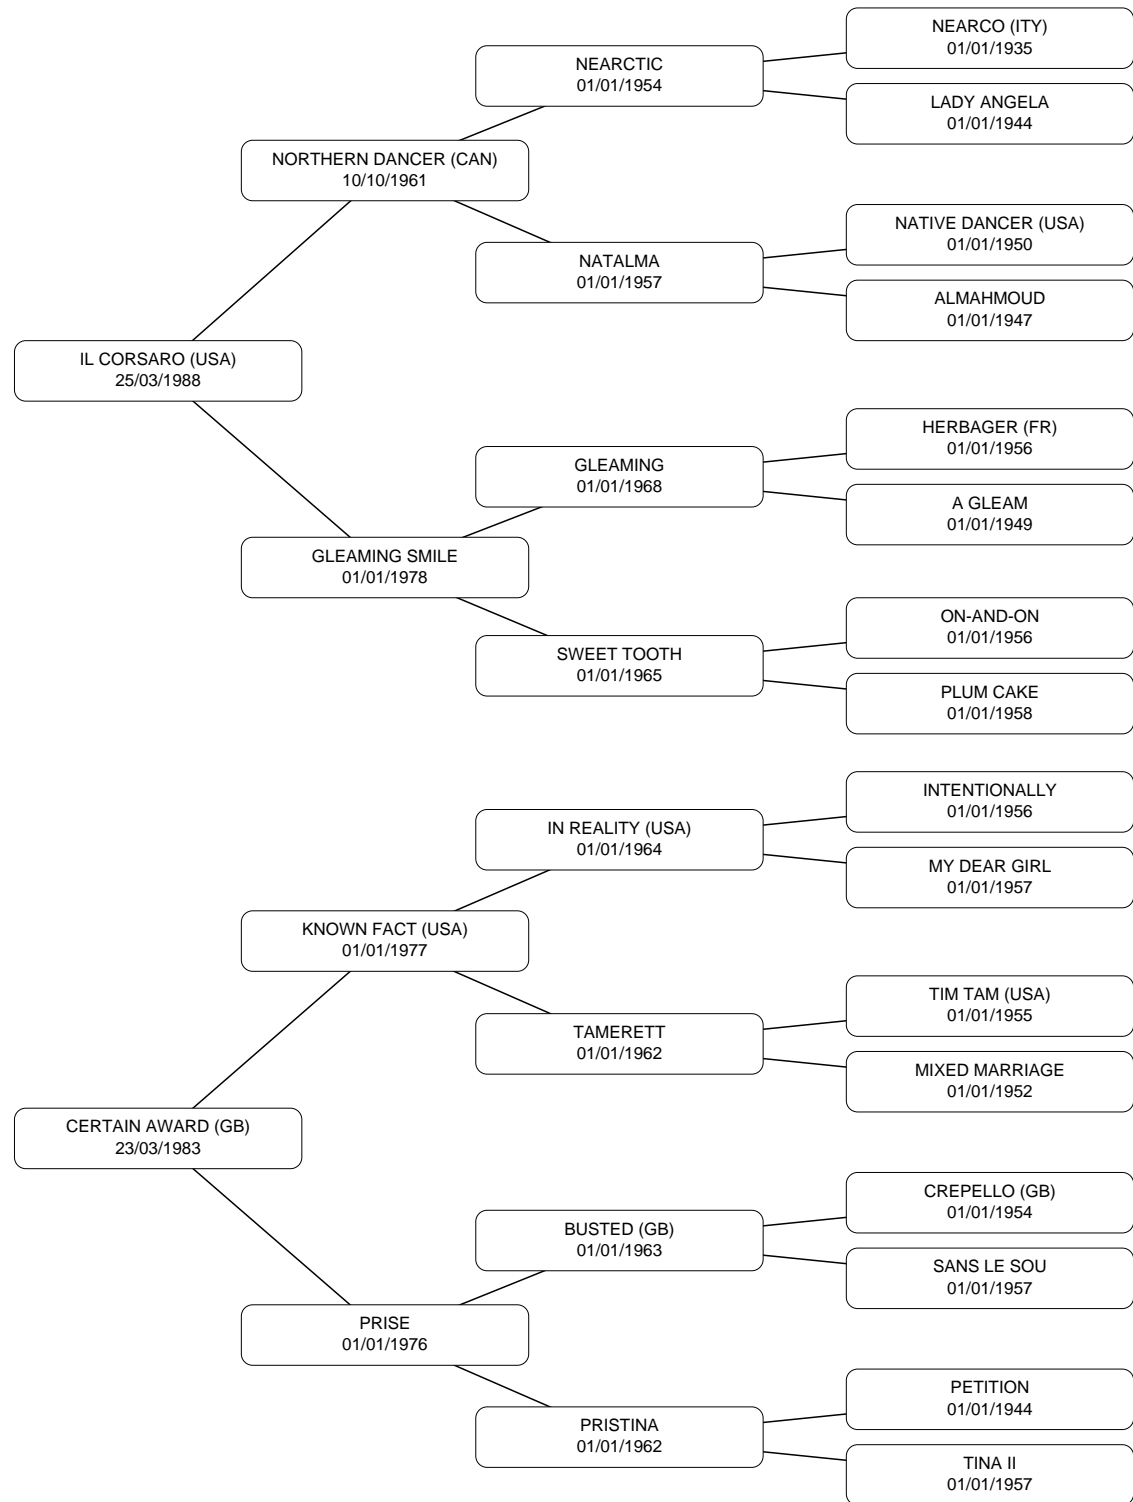 NEARCO (ITY)
01/01/1935
NEARCTIC
01/01/1954
LADY ANGELA
01/01/1944
NORTHERN DANCER (CAN)
10/10/1961
NATIVE DANCER (USA)
01/01/1950
NATALMA
01/01/1957
ALMAHMOUD
01/01/1947
IL CORSARO (USA)
25/03/1988
HERBAGER (FR)
01/01/1956
GLEAMING
01/01/1968
A GLEAM
01/01/1949
GLEAMING SMILE
01/01/1978
ON-AND-ON
01/01/1956
SWEET TOOTH
01/01/1965
PLUM CAKE
01/01/1958
INTENTIONALLY
01/01/1956
IN REALITY (USA)
01/01/1964
MY DEAR GIRL
01/01/1957
KNOWN FACT (USA)
01/01/1977
TIM TAM (USA)
01/01/1955
TAMERETT
01/01/1962
MIXED MARRIAGE
01/01/1952
CERTAIN AWARD (GB)
23/03/1983
CREPELLO (GB)
01/01/1954
BUSTED (GB)
01/01/1963
SANS LE SOU
01/01/1957
PRISE
01/01/1976
PETITION
01/01/1944
PRISTINA
01/01/1962
TINA II
01/01/1957